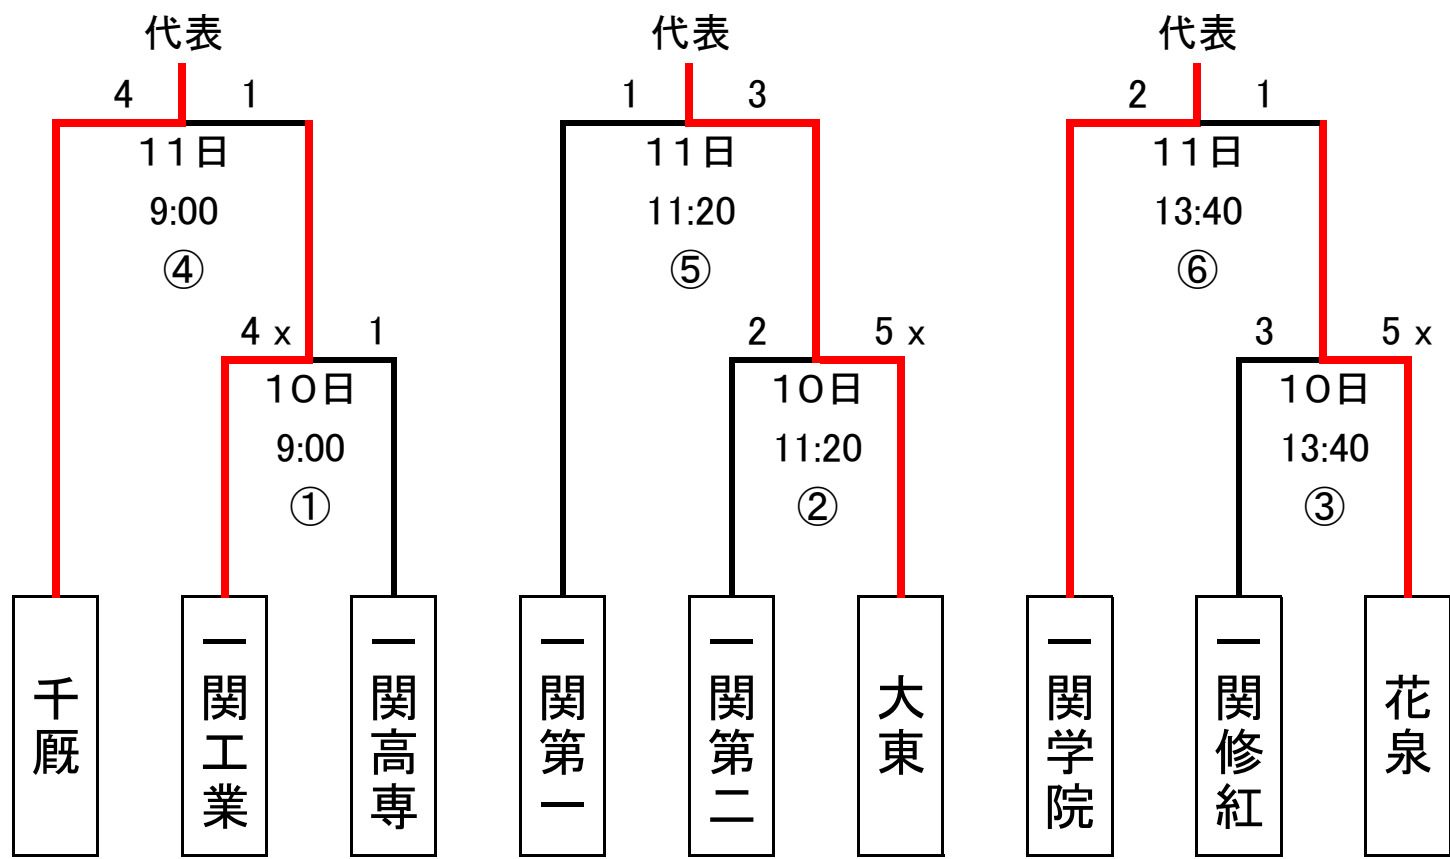 代表
代表
代表
4 1
1 3
2 1
11日
11日
11日
9:00
11:20
13:40
④
⑤
⑥
4 x 1
2 5 x
3 5 x
10日
10日
10日
9:00
11:20
13:40
①
②
③
千厩
一関工業
一関高専
一関第一
一関第二
大東
一関学院
一関修紅
花泉